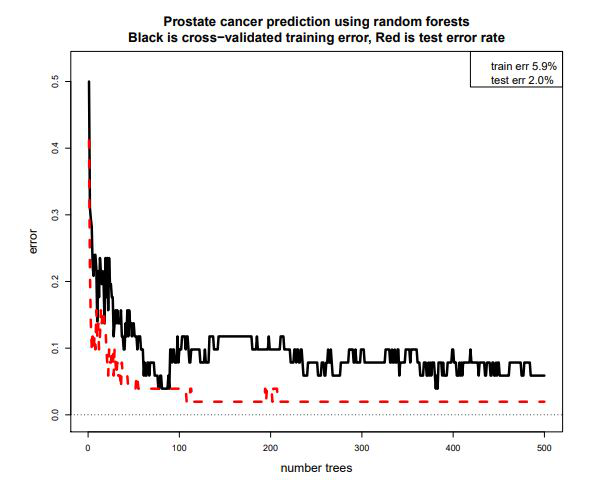 Prostate cancer prediction using random forests
Black is cross−validated training error, Red is test error rate
train err 5.9%
test err 2.0%
error
0.5
0.4
0.3
0.2
0.1
0.0
0 100 200 300 400 500
number trees